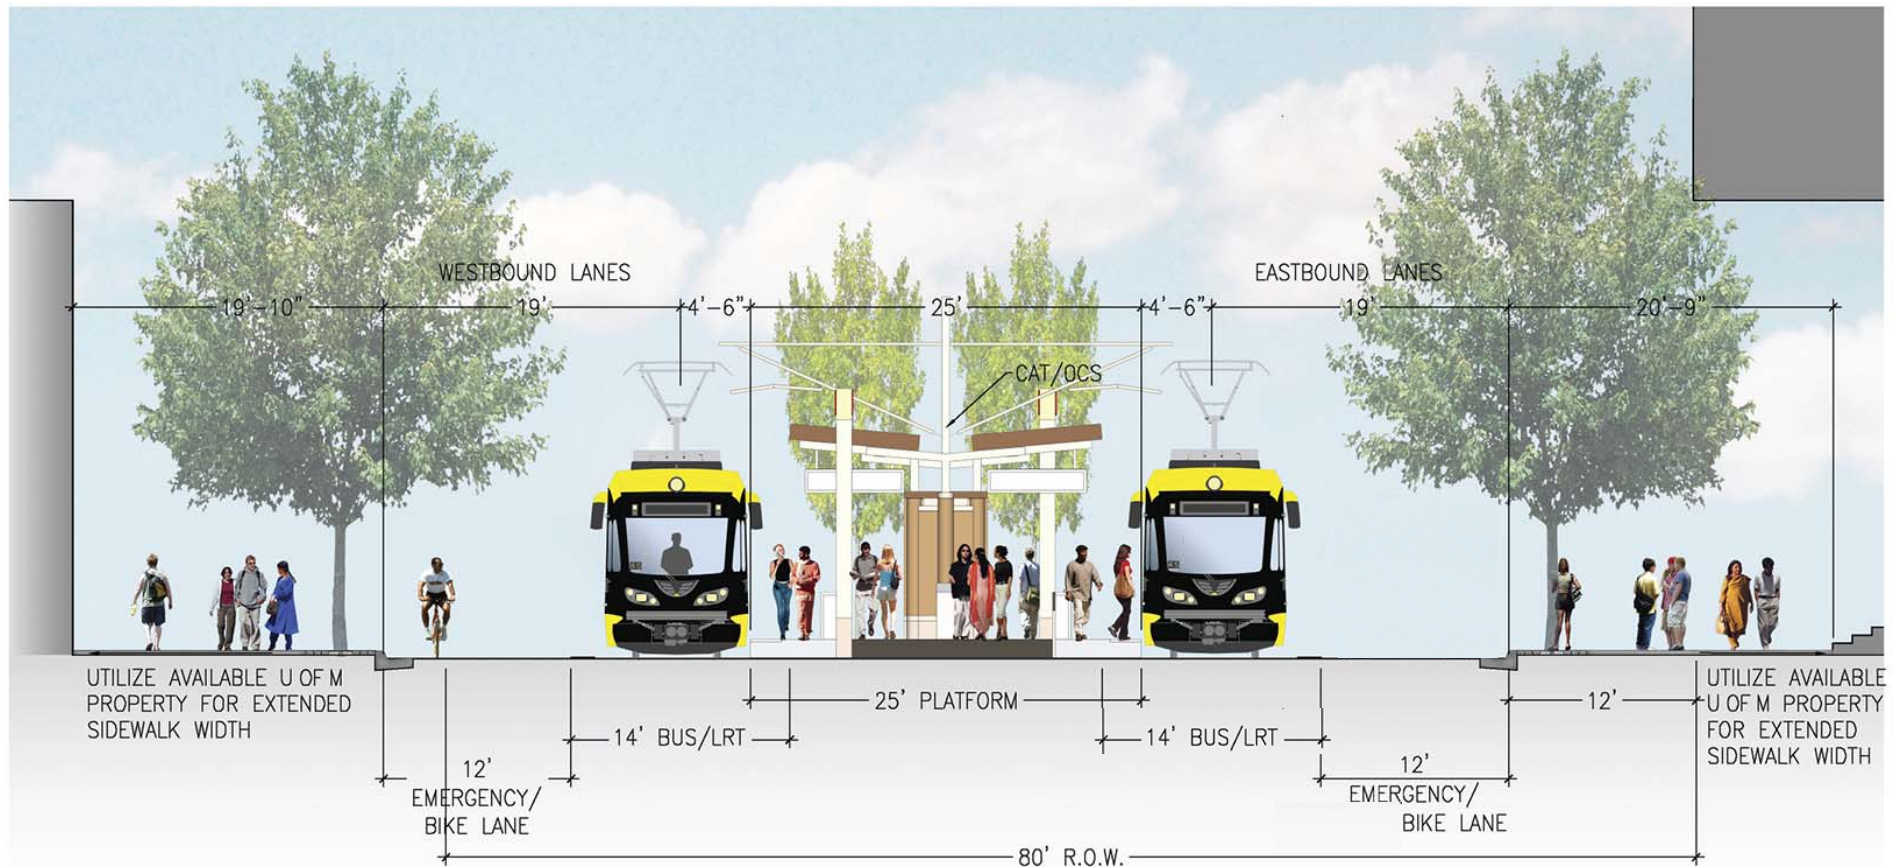 WESTBOUND LANES
EASTBOUND LANES
19'-10"
19'
4'-6"
25'
4'-6"
19'
20'-9"
CAT/OCS
UTILIZE AVAILABLE U OF M
PROPERTY FOR EXTENDED
SIDEWALK WIDTH
25' PLATFORM
12'
UTILIZE AVAILABLE
U OF M PROPERTY
FOR EXTENDED
SIDEWALK WIDTH
14' BUS/LRT
14' BUS/LRT
12'
EMERGENCY/
BIKE LANE
12'
EMERGENCY/
BIKE LANE
80' R.O.W.